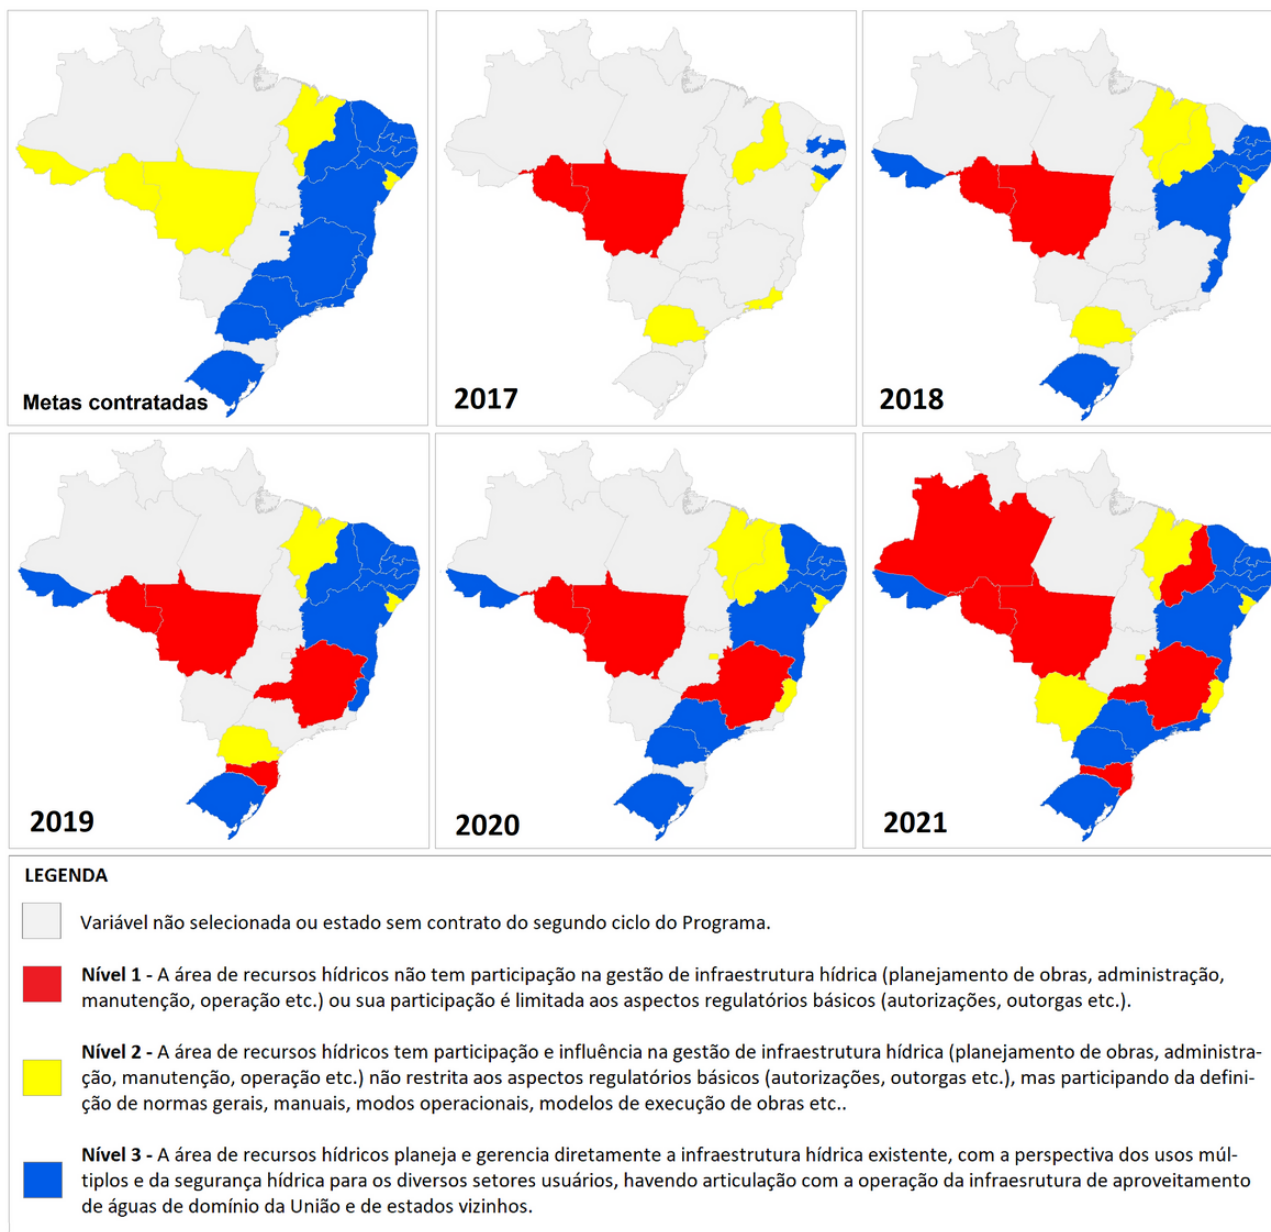 Metas contratadas
2017
2018
2019
2020
2021
LEGENDA
Variável não selecionada ou estado sem contrato do segundo ciclo do Programa.
Nível 1 - A área de recursos hídricos não tem participação na gestão de infraestrutura hídrica (planejamento de obras, administração,
manutenção, operação etc.) ou sua participação é limitada aos aspectos regulatórios básicos (autorizações, outorgas etc.).
Nível 2 - A área de recursos hídricos tem participação e influência na gestão de infraestrutura hídrica (planejamento de obras, administra-
ção, manutenção, operação etc.) não restrita aos aspectos regulatórios básicos (autorizações, outorgas etc.), mas participando da defini-
ção de normas gerais, manuais, modos operacionais, modelos de execução de obras etc..
Nível 3 - A área de recursos hídricos planeja e gerencia diretamente a infraestrutura hídrica existente, com a perspectiva dos usos múl-
tiplos e da segurança hídrica para os diversos setores usuários, havendo articulação com a operação da infraesrutura de aproveitamento
de águas de domínio da União e de estados vizinhos.